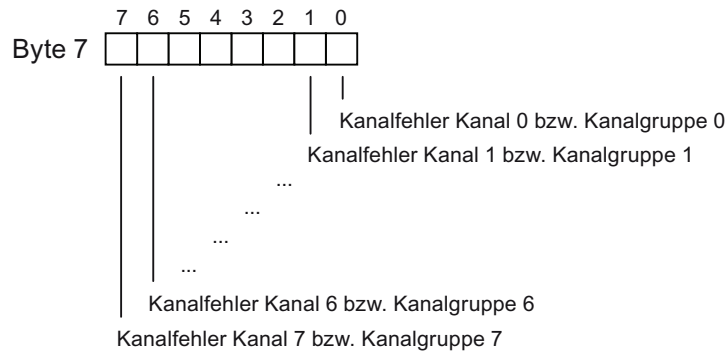 7 6 5 4 3 2 1 0
Byte 7
Kanalfehler Kanal 0 bzw. Kanalgruppe 0
Kanalfehler Kanal 1 bzw. Kanalgruppe 1
...
...
...
...
Kanalfehler Kanal 6 bzw. Kanalgruppe 6
Kanalfehler Kanal 7 bzw. Kanalgruppe 7